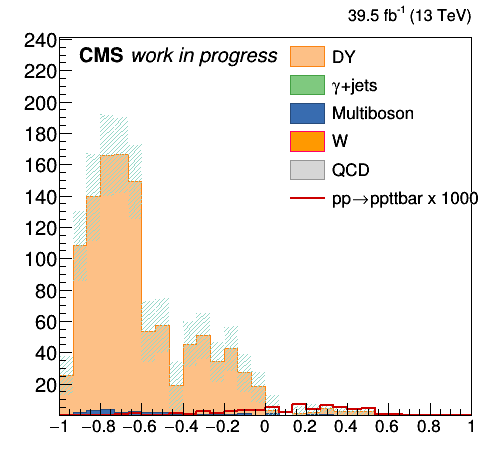 39.5 fb⁻¹ (13 TeV)
CMS work in progress
DY
γ+jets
Multiboson
W
QCD
pp→ppttbar x 1000
240
220
200
180
160
140
120
100
80
60
40
20
−1 −0.8 −0.6 −0.4 −0.2 0 0.2 0.4 0.6 0.8 1